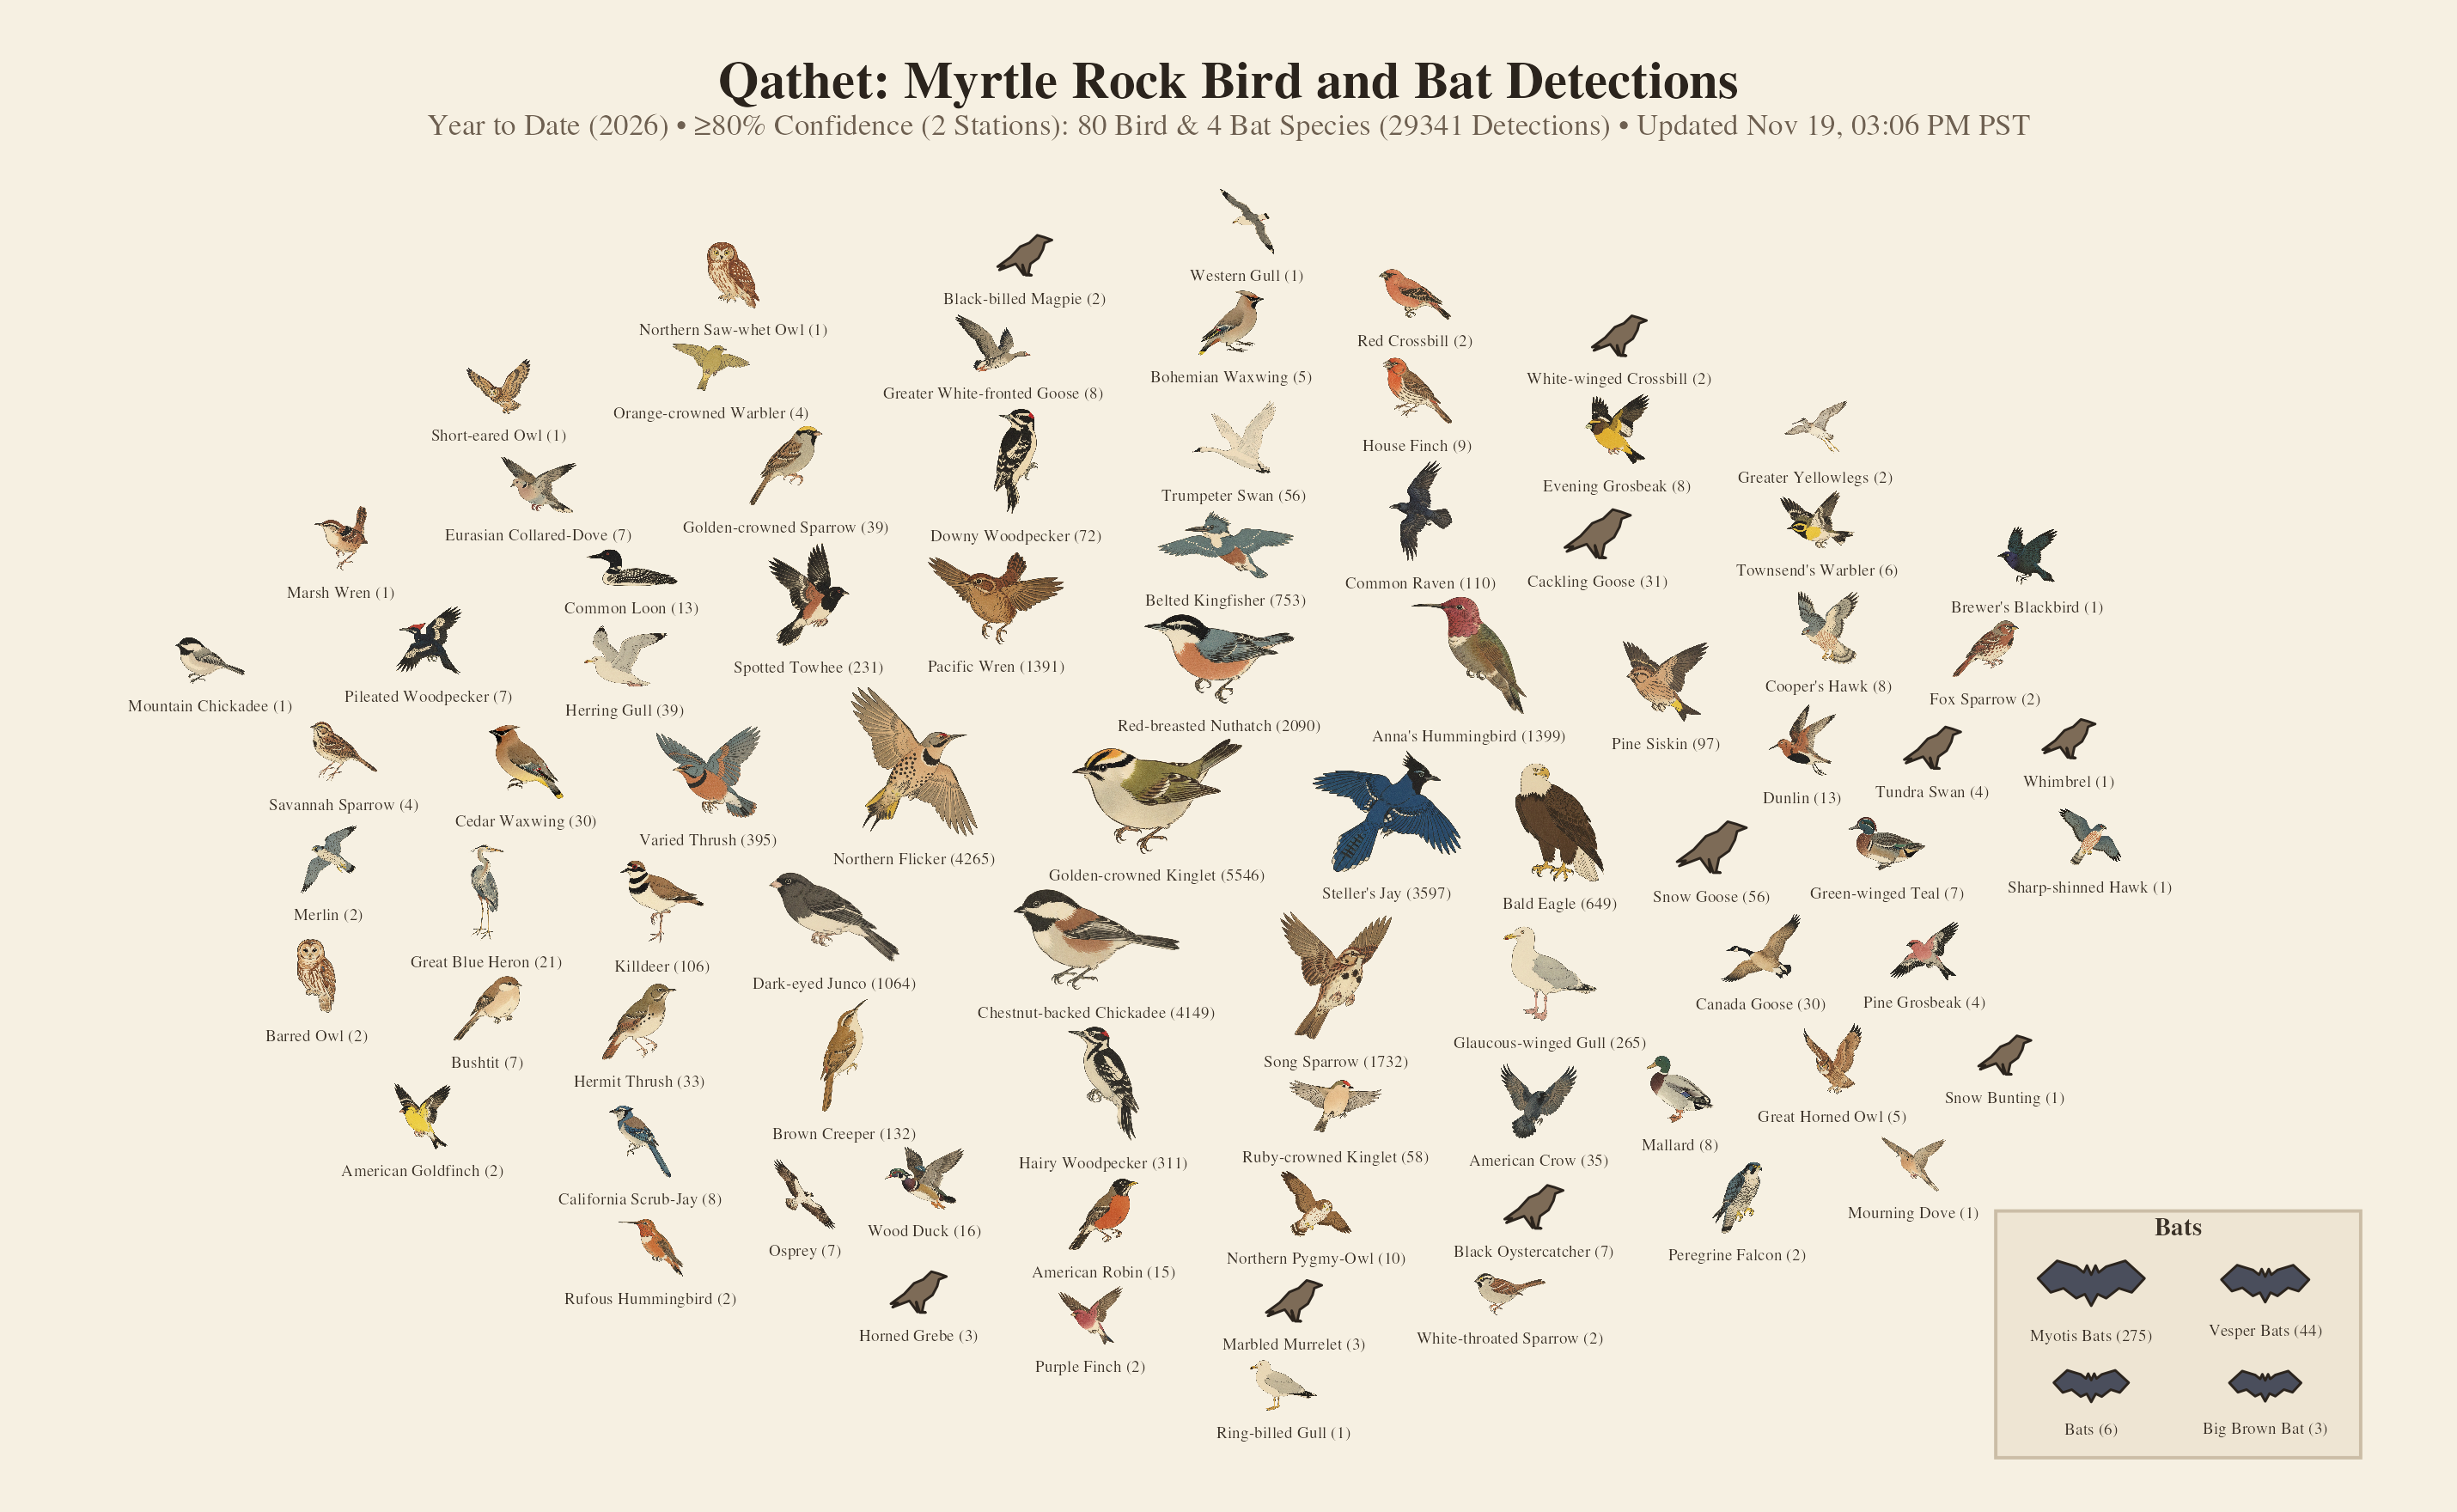 Qathet: Myrtle Rock Bird and Bat Detections
Year to Date (2026) • ≥80% Confidence (2 Stations): 80 Bird & 4 Bat Species (29341 Detections) • Updated Nov 19, 03:06 PM PST
Western Gull (1)
Black-billed Magpie (2)
Northern Saw-whet Owl (1)
Red Crossbill (2)
Bohemian Waxwing (5)
White-winged Crossbill (2)
Greater White-fronted Goose (8)
Orange-crowned Warbler (4)
Short-eared Owl (1)
House Finch (9)
Greater Yellowlegs (2)
Evening Grosbeak (8)
Trumpeter Swan (56)
Golden-crowned Sparrow (39)
Eurasian Collared-Dove (7)
Downy Woodpecker (72)
Townsend's Warbler (6)
Cackling Goose (31)
Common Raven (110)
Marsh Wren (1)
Belted Kingfisher (753)
Brewer's Blackbird (1)
Common Loon (13)
Spotted Towhee (231)
Pacific Wren (1391)
Cooper's Hawk (8)
Pileated Woodpecker (7)
Fox Sparrow (2)
Mountain Chickadee (1)
Herring Gull (39)
Red-breasted Nuthatch (2090)
Anna's Hummingbird (1399)
Pine Siskin (97)
Whimbrel (1)
Tundra Swan (4)
Dunlin (13)
Savannah Sparrow (4)
Cedar Waxwing (30)
Varied Thrush (395)
Northern Flicker (4265)
Golden-crowned Kinglet (5546)
Sharp-shinned Hawk (1)
Steller's Jay (3597)
Green-winged Teal (7)
Snow Goose (56)
Bald Eagle (649)
Merlin (2)
Great Blue Heron (21)
Killdeer (106)
Dark-eyed Junco (1064)
Pine Grosbeak (4)
Canada Goose (30)
Chestnut-backed Chickadee (4149)
Barred Owl (2)
Glaucous-winged Gull (265)
Bushtit (7)
Song Sparrow (1732)
Hermit Thrush (33)
Snow Bunting (1)
Great Horned Owl (5)
Brown Creeper (132)
Mallard (8)
Ruby-crowned Kinglet (58)
American Crow (35)
Hairy Woodpecker (311)
American Goldfinch (2)
California Scrub-Jay (8)
Mourning Dove (1)
Wood Duck (16)
Osprey (7)
Black Oystercatcher (7)
Peregrine Falcon (2)
Northern Pygmy-Owl (10)
American Robin (15)
Rufous Hummingbird (2)
Horned Grebe (3)
White-throated Sparrow (2)
Marbled Murrelet (3)
Purple Finch (2)
Ring-billed Gull (1)
Bats
Myotis Bats (275)
Vesper Bats (44)
Bats (6)
Big Brown Bat (3)